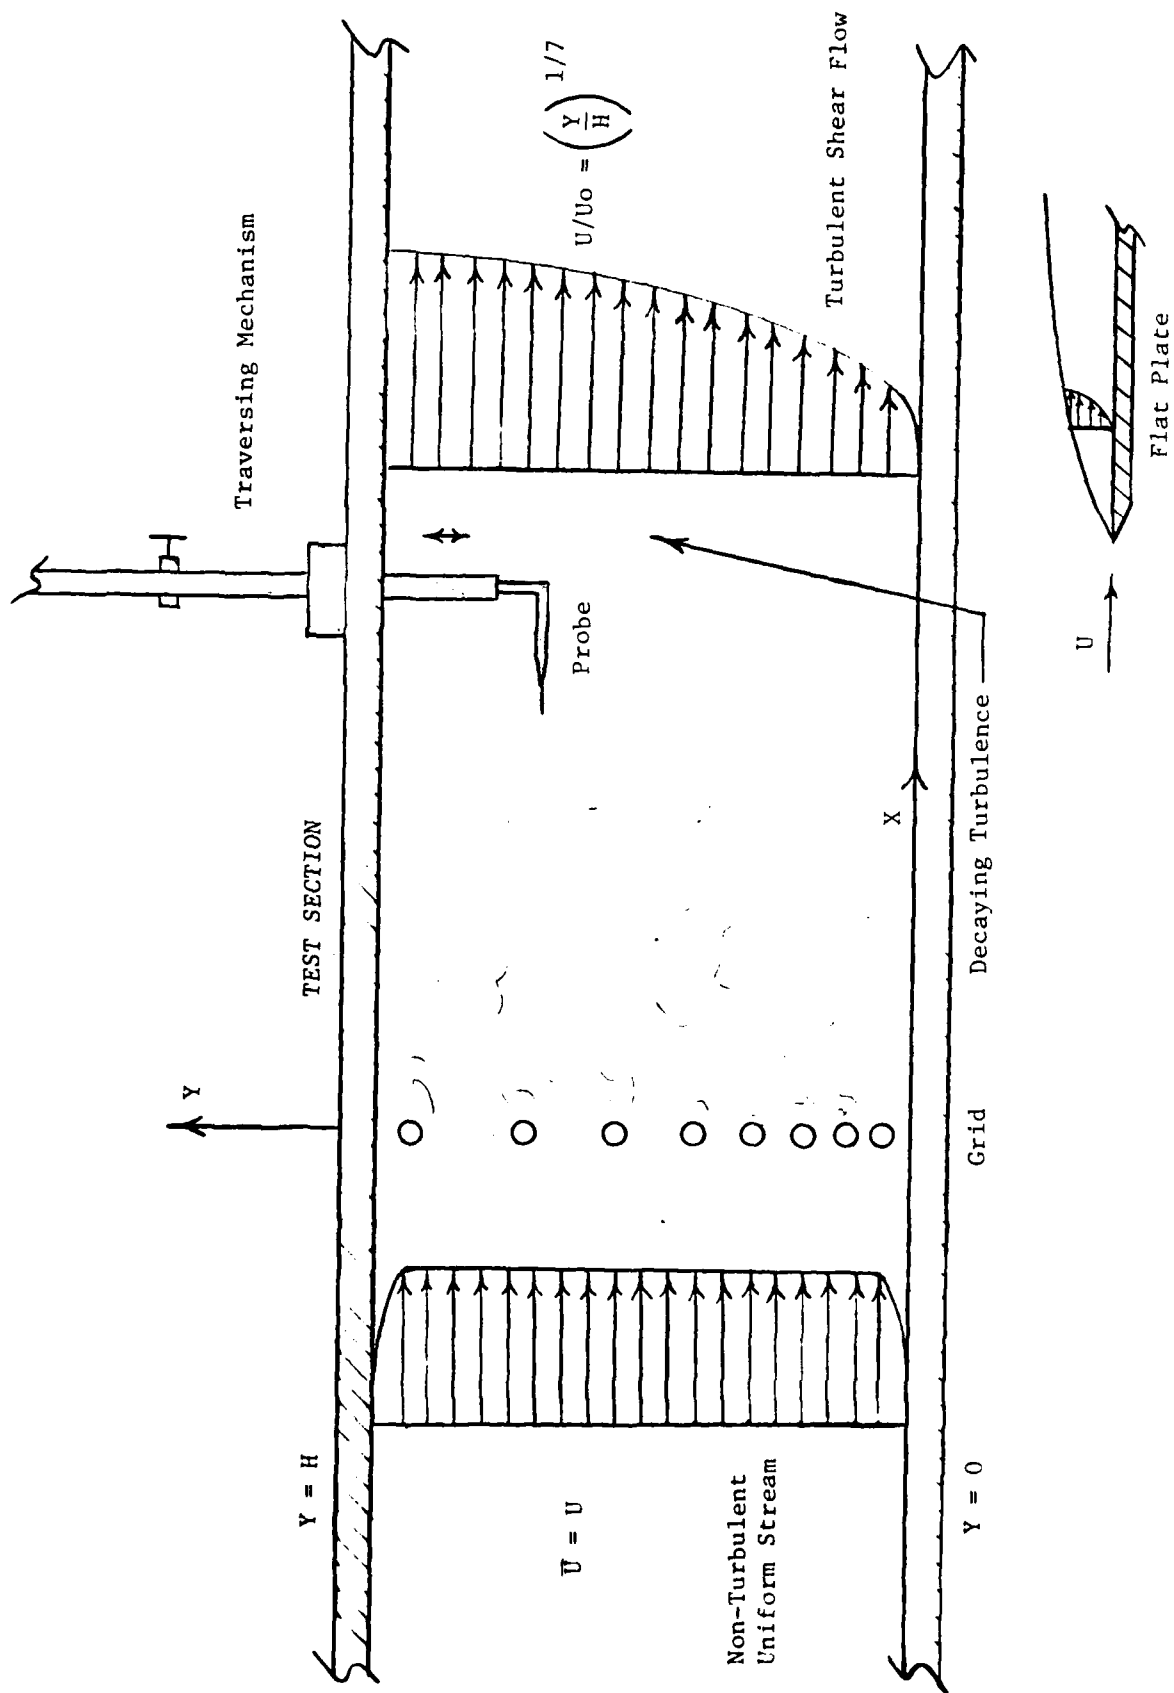 Traversing Mechanism
Y
TEST SECTION
Y = H
U/Uo = (Y/H) 1/7
Probe
U̅ = U
Non-Turbulent
Uniform Stream
Turbulent Shear Flow
X
Y = 0
Grid
Decaying Turbulence
U
Flat Plate